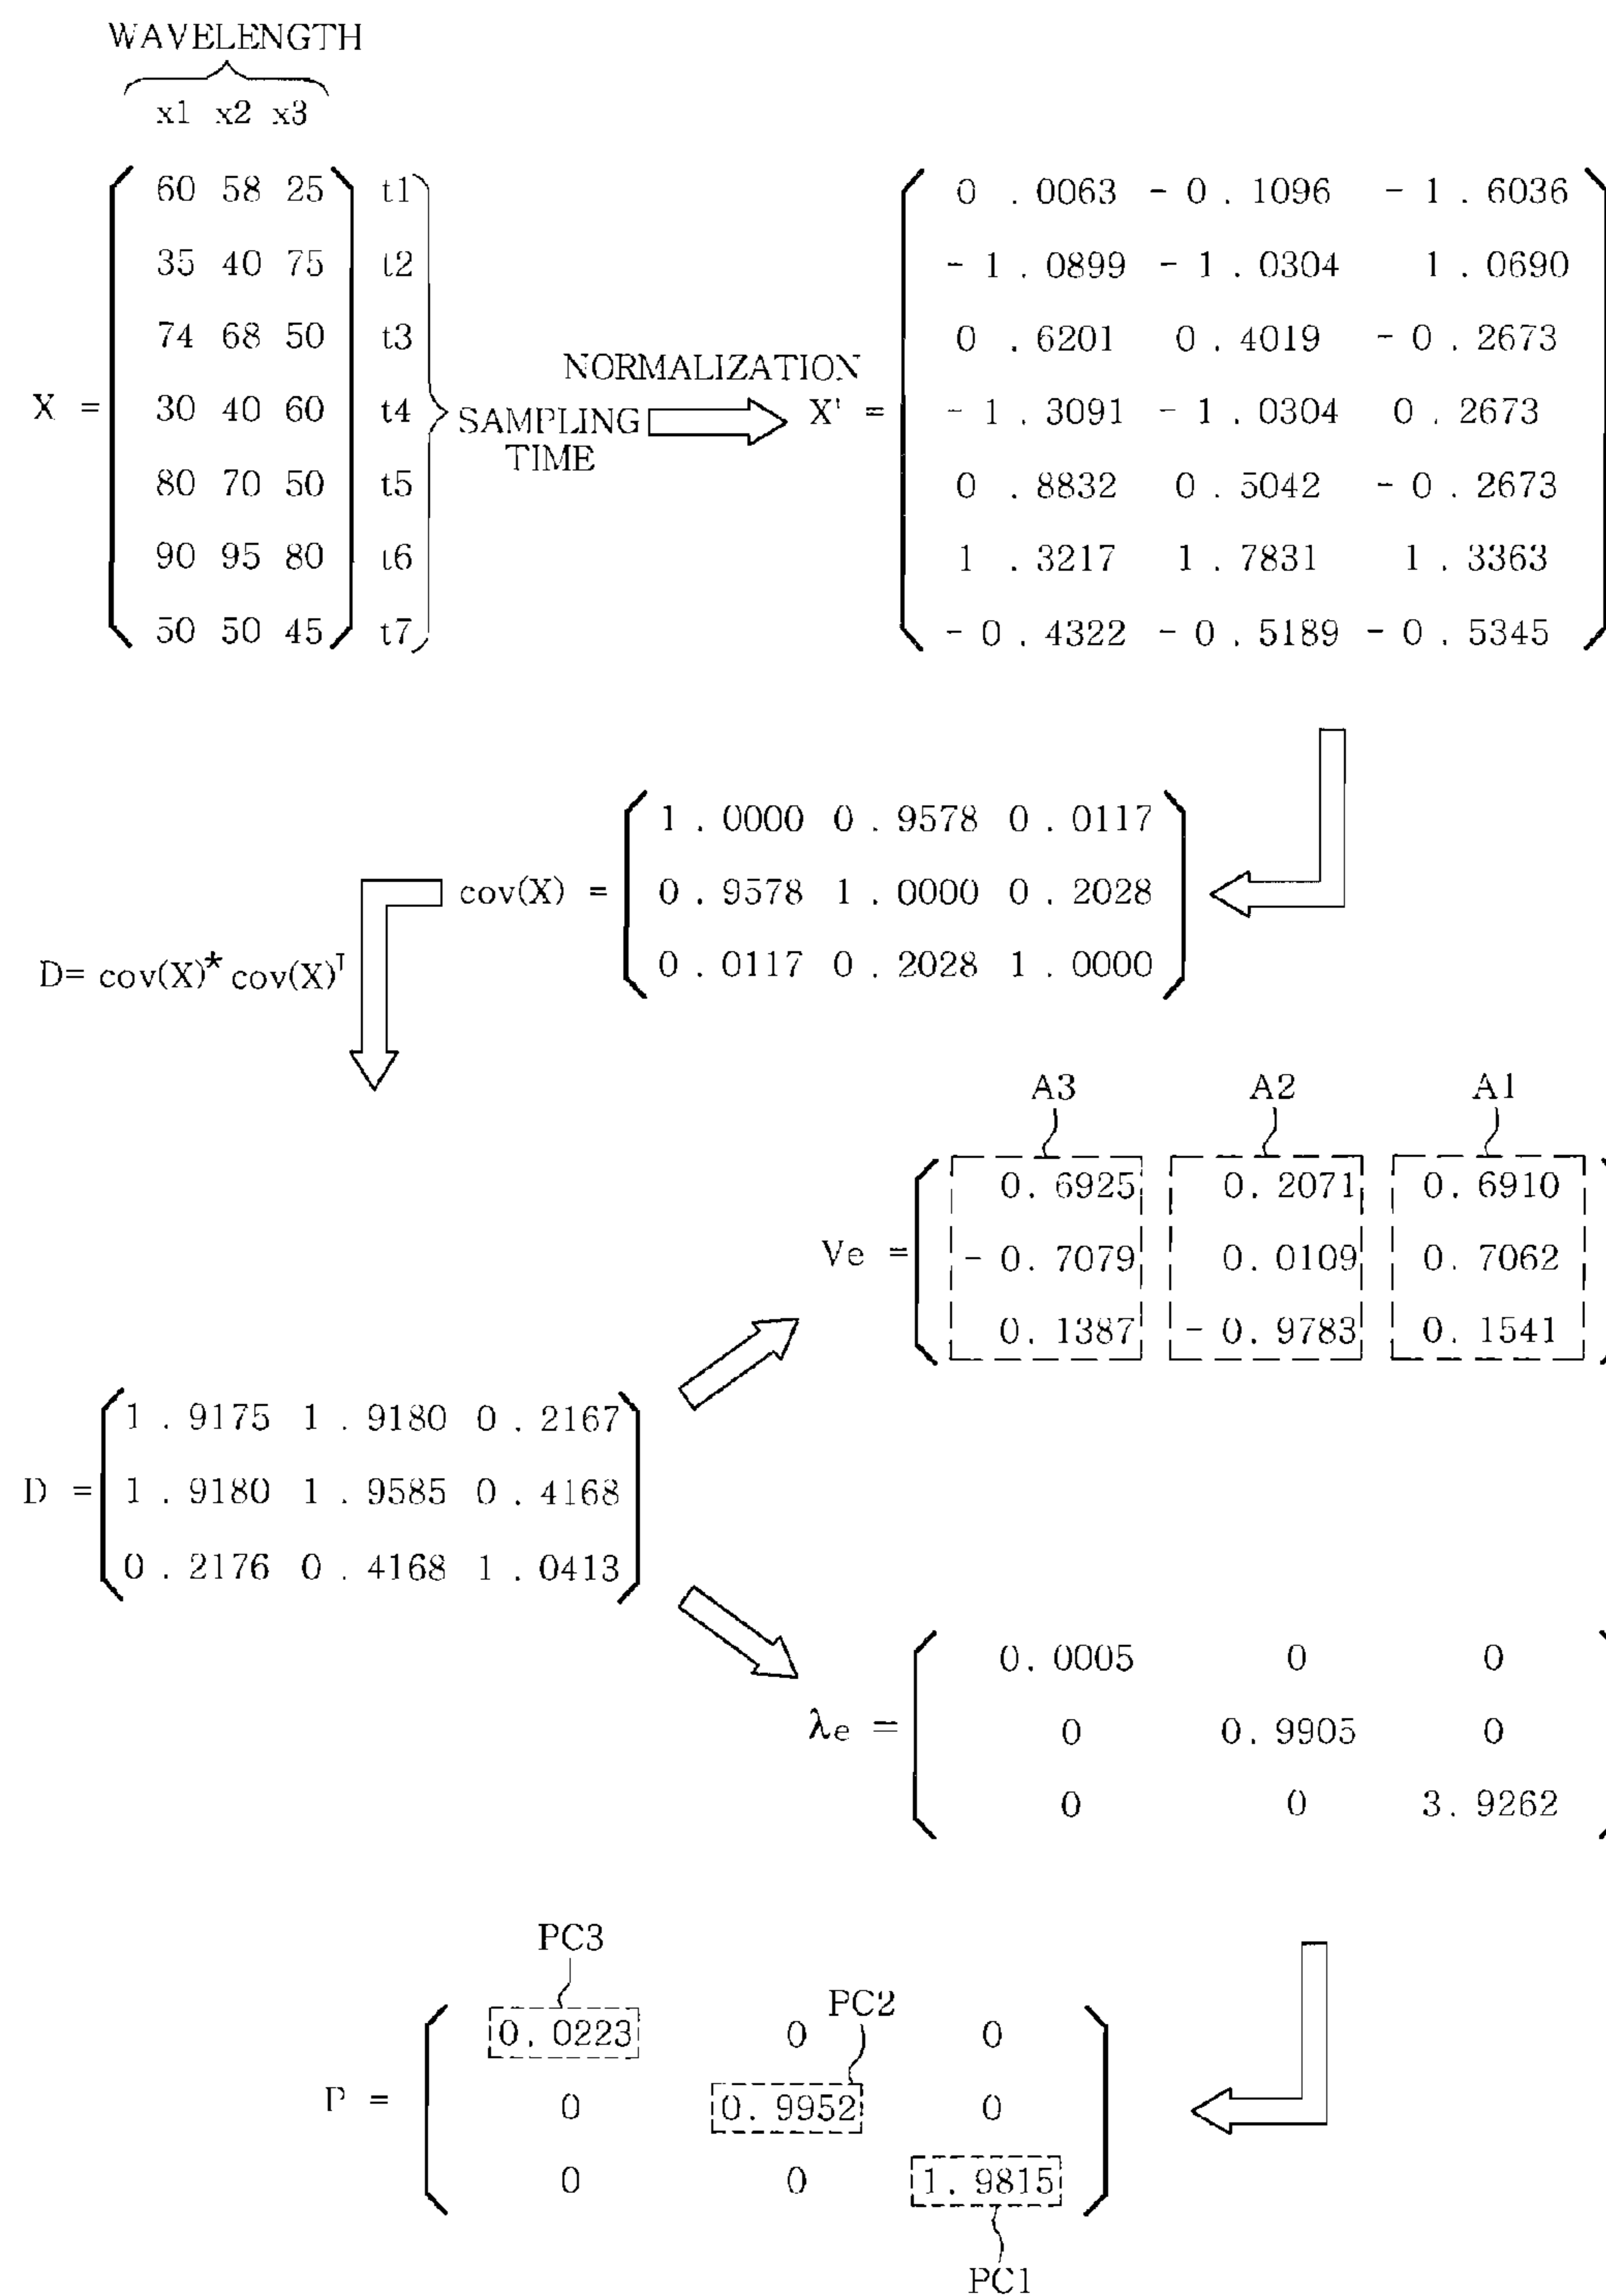 WAVELENGTH
x1 x2 x3
60 58 25 t1
35 40 75 t2
74 68 50 t3
X = 30 40 60 t4
80 70 50 t5
90 95 80 t6
50 50 45 t7
SAMPLING
TIME
NORMALIZATION
X' =
0 . 0063 - 0 . 1096 - 1 . 6036
- 1 . 0899 - 1 . 0304 1 . 0690
0 . 6201 0 . 4019 - 0 . 2673
- 1 . 3091 - 1 . 0304 0 . 2673
0 . 8832 0 . 5042 - 0 . 2673
1 . 3217 1 . 7831 1 . 3363
- 0 . 4322 - 0 . 5189 - 0 . 5345
cov(X) =
1 . 0000 0 . 9578 0 . 0117
0 . 9578 1 . 0000 0 . 2028
0 . 0117 0 . 2028 1 . 0000
D= cov(X)* cov(X)T
A3 A2 A1
0. 6925 0. 2071 0. 6910
Ve = - 0. 7079 0. 0109 0. 7062
0. 1387 - 0. 9783 0. 1541
1 . 9175 1 . 9180 0 . 2167
D = 1 . 9180 1 . 9585 0 . 4168
0 . 2176 0 . 4168 1 . 0413
0. 0005 0 0
λe = 0 0. 9905 0
0 0 3. 9262
PC3
PC2
0. 0223 0 0
P = 0 0. 9952 0
0 0 1. 9815
PC1